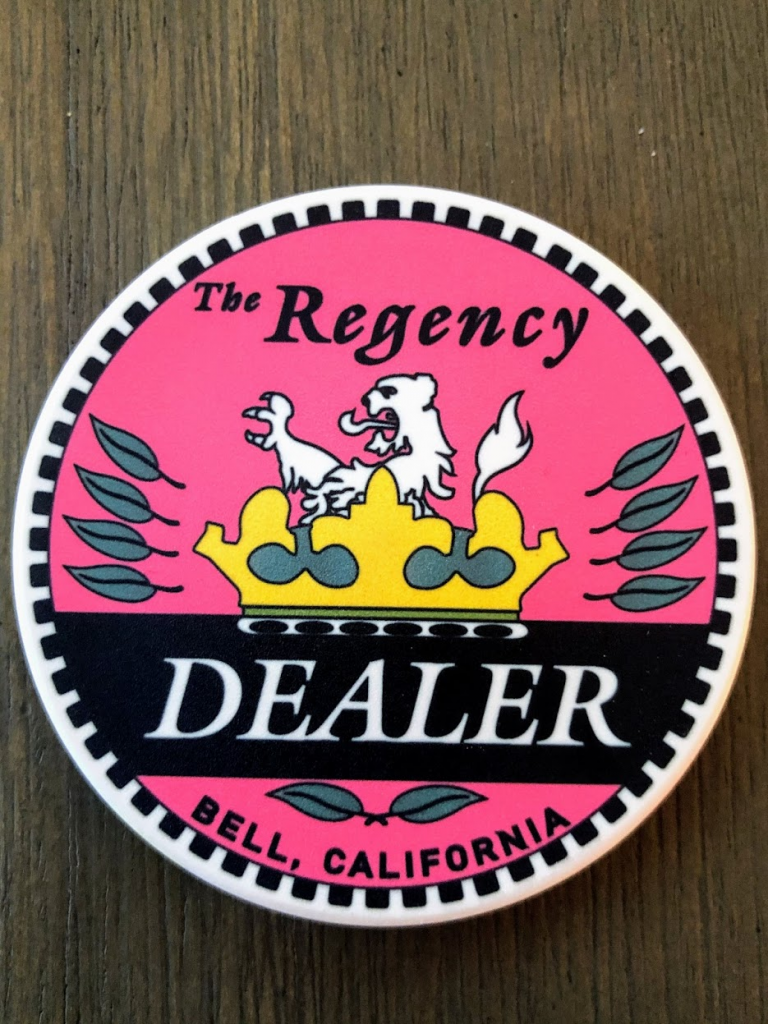 The Regency
DEALER
BELL, CALIFORNIA